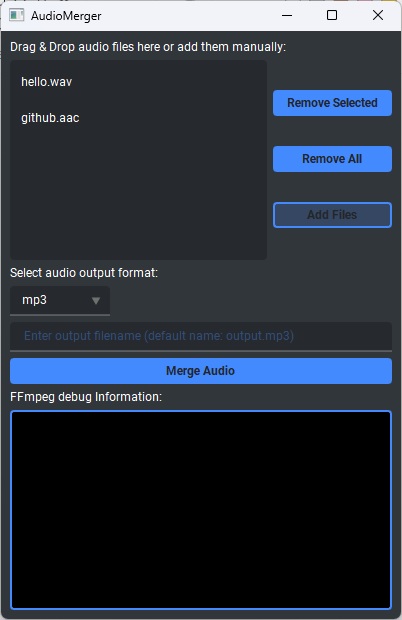 AudioMerger
Drag & Drop audio files here or add them manually:
hello.wav
github.aac
Remove Selected
Remove All
Add Files
Select audio output format:
mp3
Enter output filename (default name: output.mp3)
Merge Audio
FFmpeg debug Information: